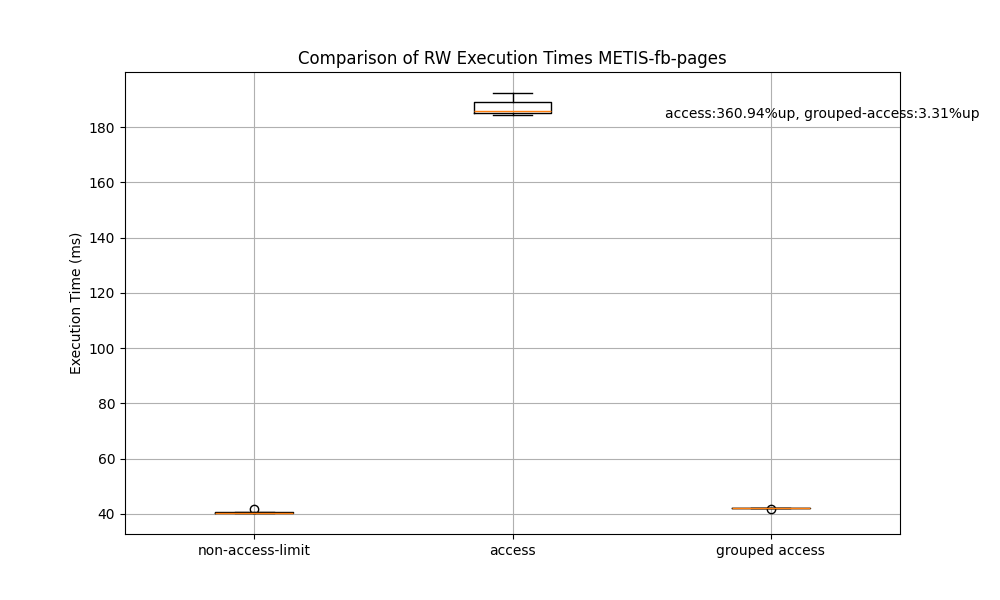 Comparison of RW Execution Times METIS-fb-pages
access:360.94%up, grouped-access:3.31%up
Execution Time (ms)
180
160
140
120
100
80
60
40
non-access-limit
access
grouped access